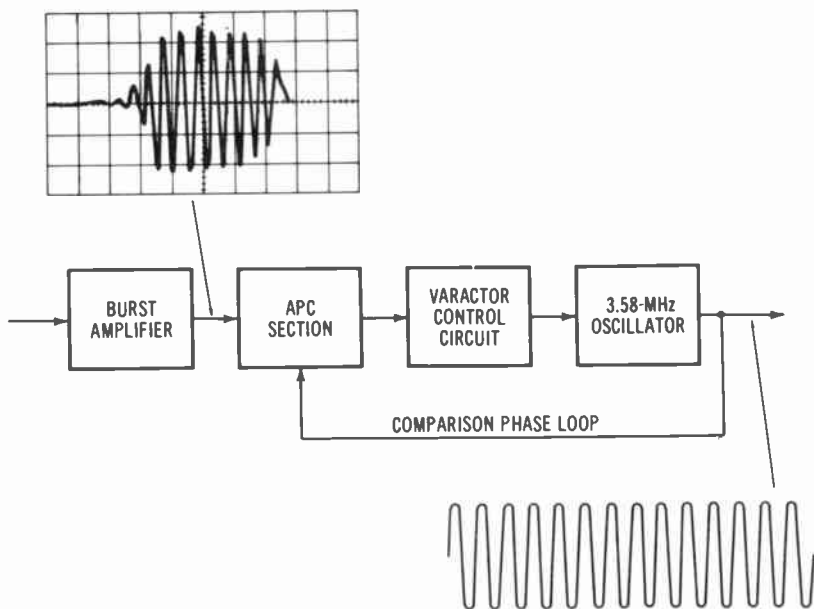 BURST
AMPLIFIER
APC
SECTION
VARACTOR
CONTROL
CIRCUIT
3.58-MHz
OSCILLATOR
COMPARISON PHASE LOOP